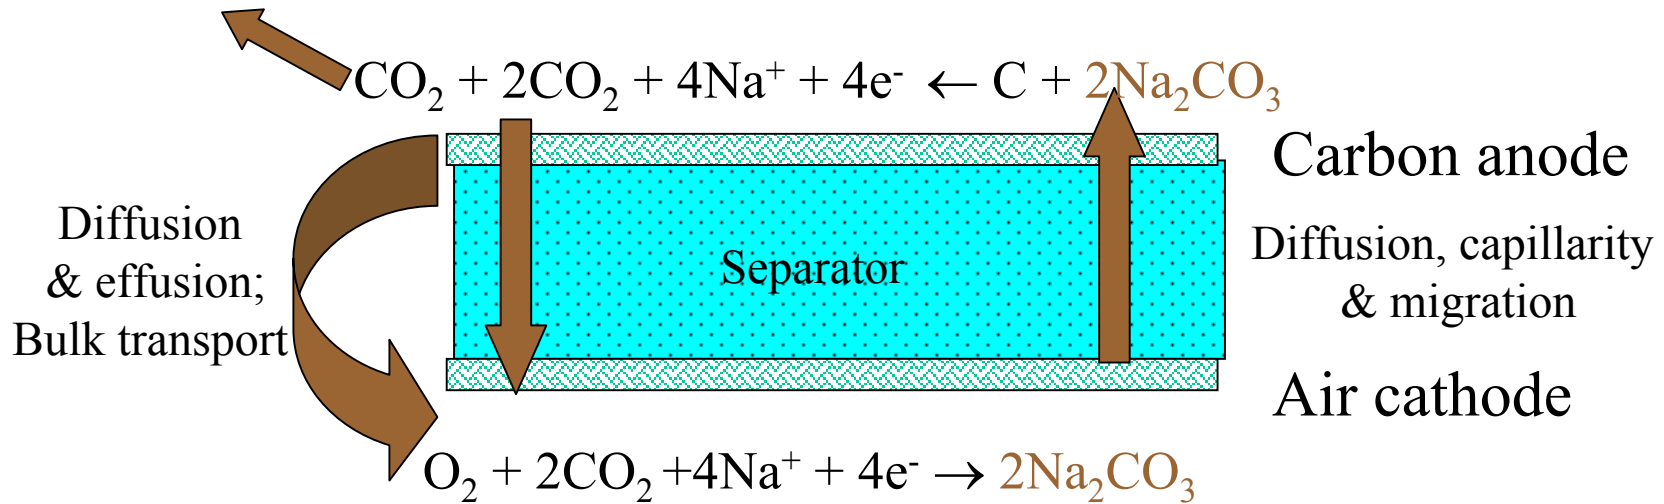 CO₂ + 2CO₂ + 4Na⁺ + 4e⁻ ← C + 2Na₂CO₃
Carbon anode
Diffusion
& effusion;
Bulk transport
Separator
Diffusion, capillarity
& migration
Air cathode
O₂ + 2CO₂ +4Na⁺ + 4e⁻ → 2Na₂CO₃